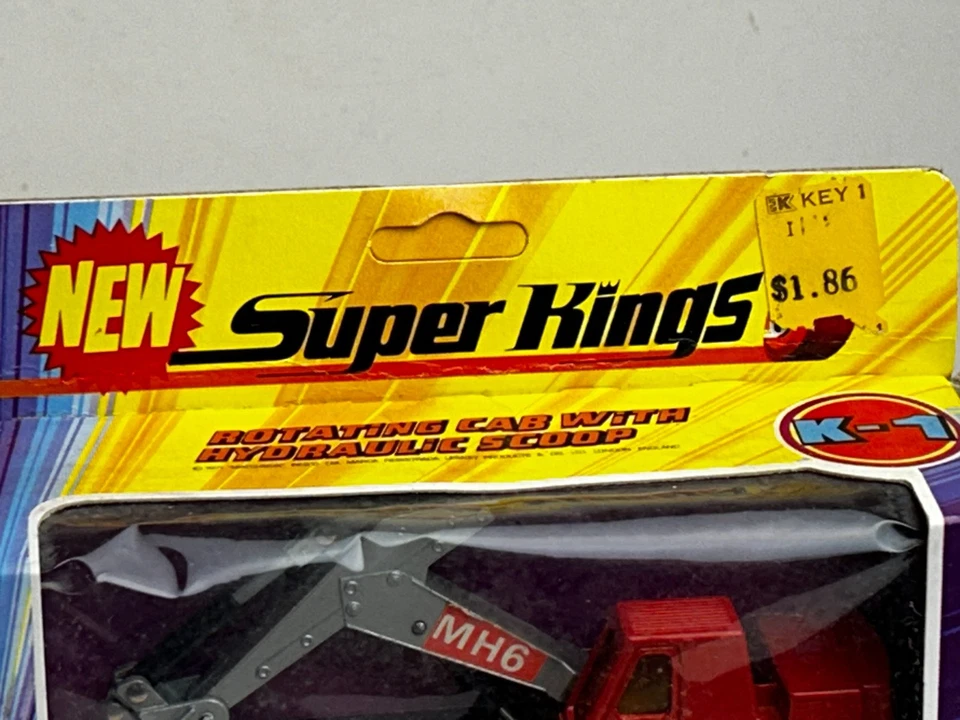 KEY 1
$1.86
NEW
Super Kings
K-1
ROTATING CAB WITH
HYDRAULIC SCOOP
MH6